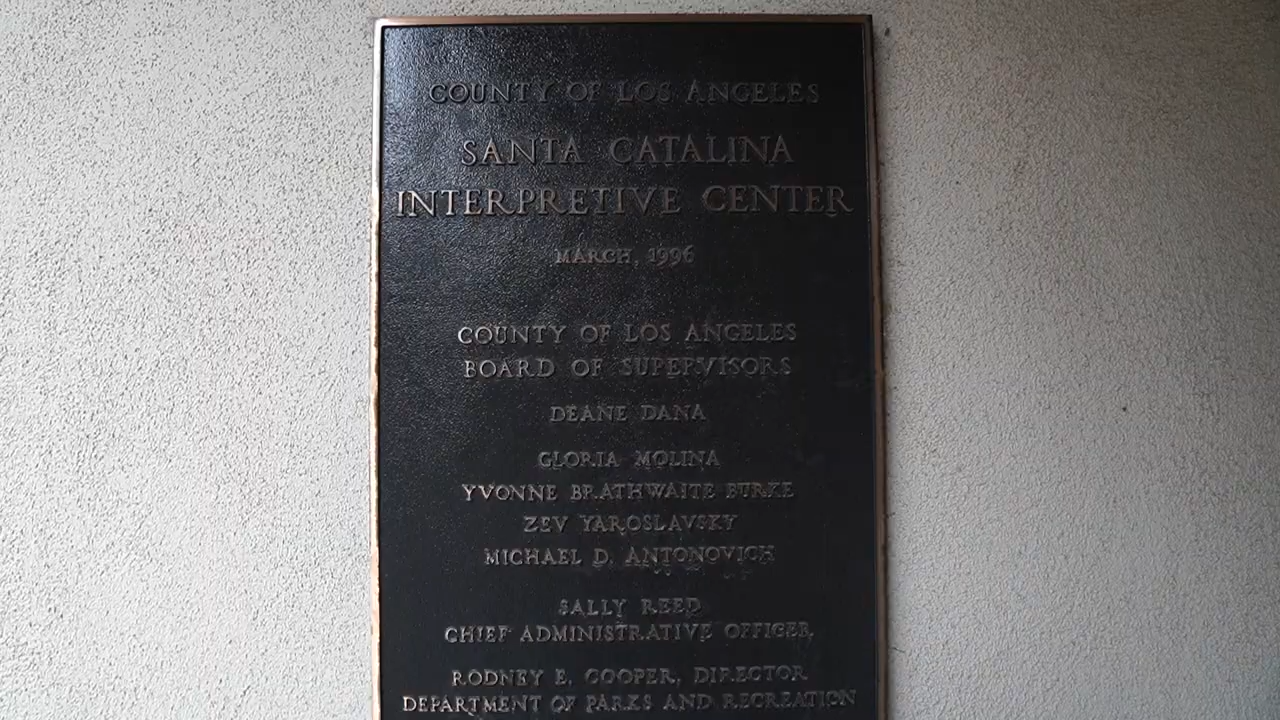 COUNTY OF LOS ANGELES
SANTA CATALINA
INTERPRETIVE CENTER
MARCH, 1996
COUNTY OF LOS ANGELES
BOARD OF SUPERVISORS
DEANE DANA
GLORIA MOLINA
YVONNE BRATHWAITE BURKE
ZEV YAROSLAVSKY
MICHAEL D. ANTONOVICH
SALLY REED
CHIEF ADMINISTRATIVE OFFICER
RODNEY E. COOPER, DIRECTOR
DEPARTMENT OF PARKS AND RECREATION